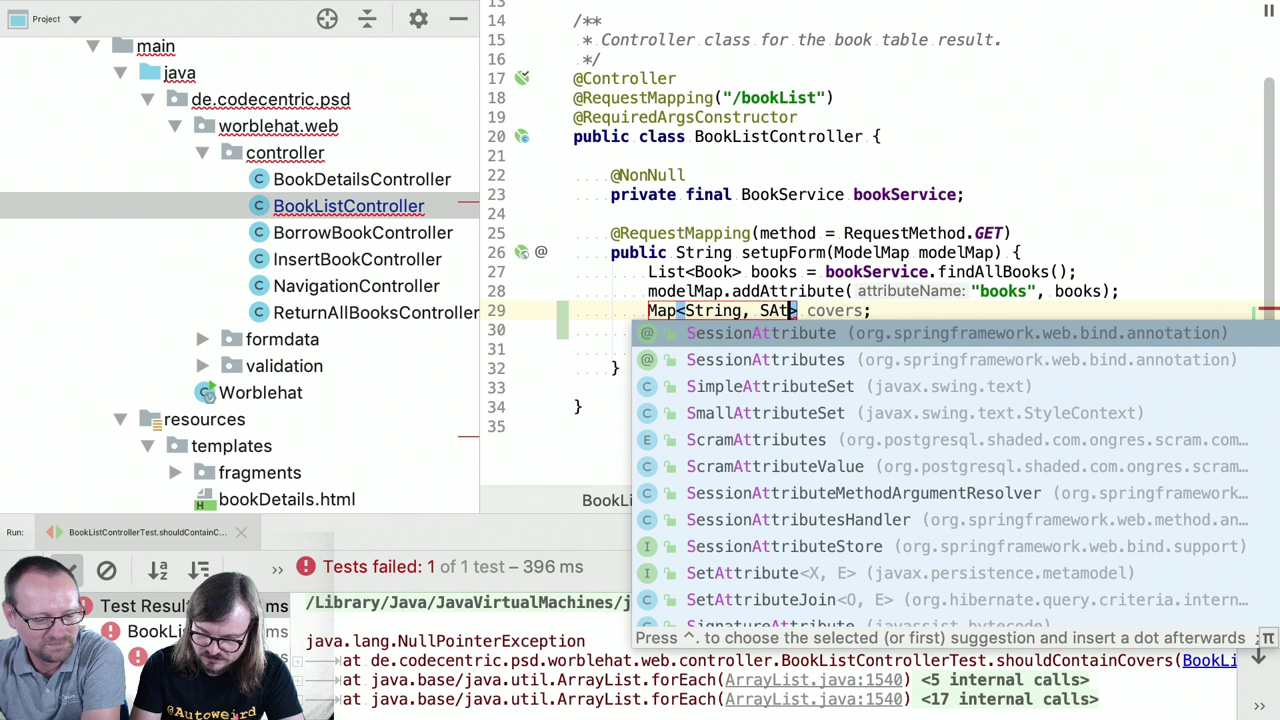 Project
main
java
de.codecentric.psd
worblehat.web
controller
BookDetailsController
BookListController
BorrowBookController
InsertBookController
NavigationController
ReturnAllBooksController
formdata
validation
Worblehat
resources
templates
fragments
bookDetails.html
13
14 /**
15 * Controller class for the book table result.
16 */
17 @Controller
18 @RequestMapping("/bookList")
19 @RequiredArgsConstructor
20 public class BookListController {
21
22 @NonNull
23 private final BookService bookService;
24
25 @RequestMapping(method = RequestMethod.GET)
26 @ public String setupForm(ModelMap modelMap) {
27 List<Book> books = bookService.findAllBooks();
28 modelMap.addAttribute( attributeName: "books", books);
29 Map<String, SAt> covers;
30
31
32 }
33
34 }
35
SessionAttribute (org.springframework.web.bind.annotation)
SessionAttributes (org.springframework.web.bind.annotation)
SimpleAttributeSet (javax.swing.text)
SmallAttributeSet (javax.swing.text.StyleContext)
ScramAttributes (org.postgresql.shaded.com.ongres.scram.com…
ScramAttributeValue (org.postgresql.shaded.com.ongres.scram…
SessionAttributeMethodArgumentResolver (org.springframework…
SessionAttributesHandler (org.springframework.web.method.an…
SessionAttributeStore (org.springframework.web.bind.support)
SetAttribute<X, E> (javax.persistence.metamodel)
SetAttributeJoin<O, E> (org.hibernate.query.criteria.intern…
SignatureAttribute (javassist.bytecode)
Press ^. to choose the selected (or first) suggestion and insert a dot afterwards π
BookLi
Run: BookListControllerTest.shouldContainC...
>> Tests failed: 1 of 1 test – 396 ms
Test Resul ms
BookLi ms
ms
/Library/Java/JavaVirtualMachines/j
java.lang.NullPointerException
at de.codecentric.psd.worblehat.web.controller.BookListControllerTest.shouldContainCovers(BookLi
at java.base/java.util.ArrayList.forEach(ArrayList.java:1540) <5 internal calls>
at java.base/java.util.ArrayList.forEach(ArrayList.java:1540) <17 internal calls>
>>
@Autoweird